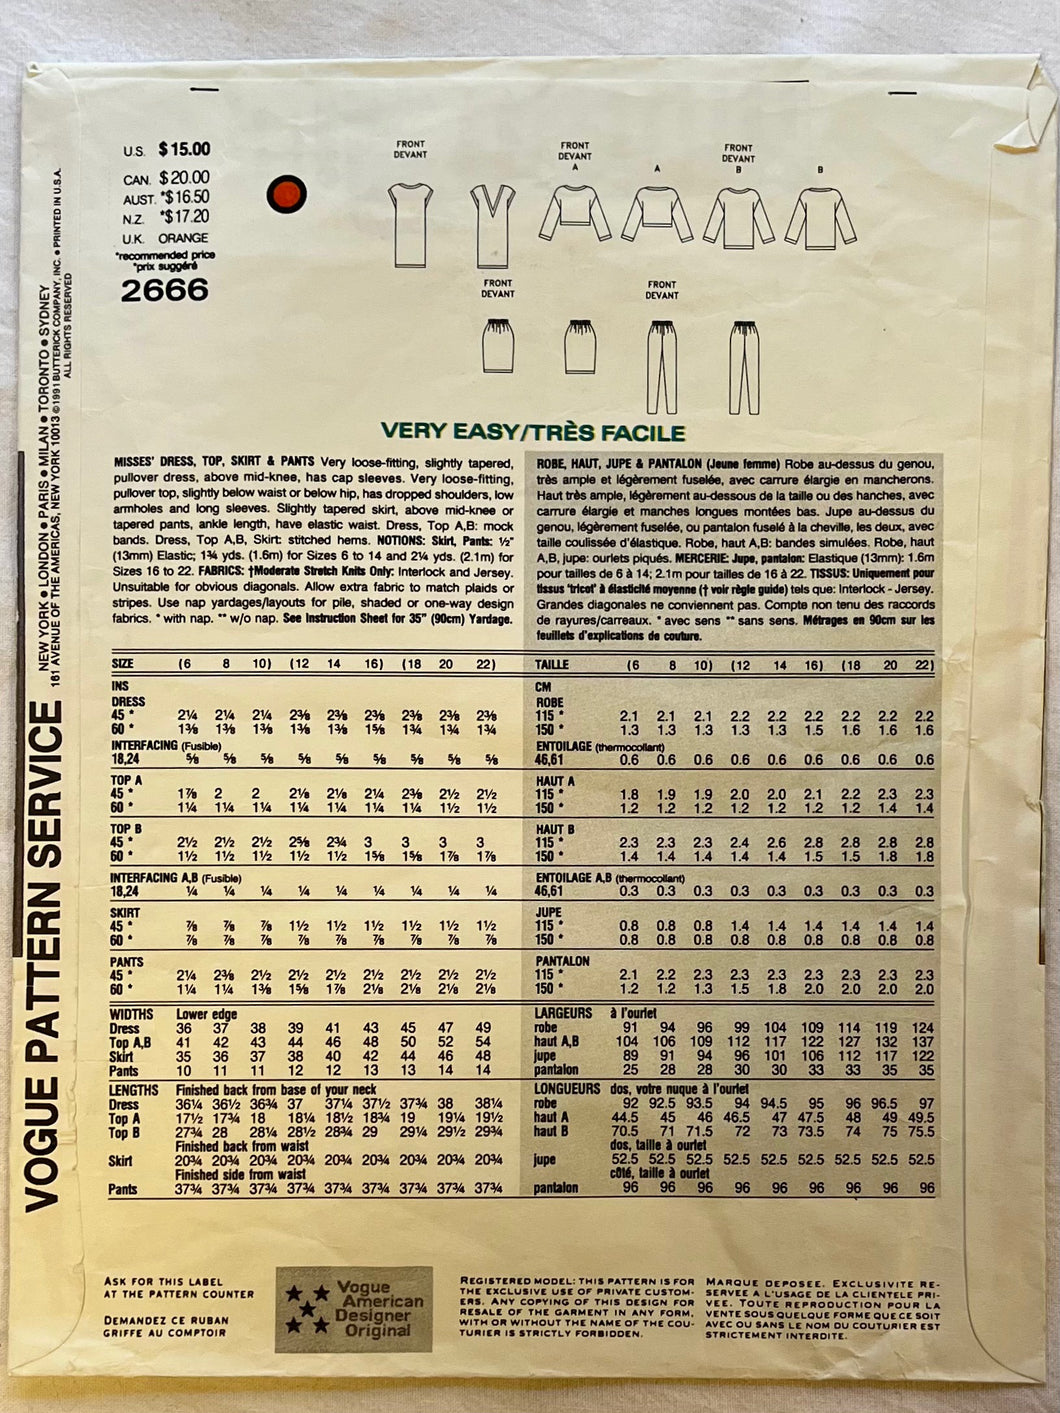 U.S. $15.00
CAN. $20.00
AUST. *$16.50
N.Z. *$17.20
U.K. ORANGE
*recommended price
*prix suggéré
2666
FRONT
DEVANT
FRONT
DEVANT
A
A
FRONT
DEVANT
B
B
FRONT
DEVANT
FRONT
DEVANT
VOGUE PATTERN SERVICE
NEW YORK • LONDON • PARIS • MILAN • TORONTO • SYDNEY
161 AVENUE OF THE AMERICAS, NEW YORK 10013 ©1991 BUTTERICK COMPANY, INC. • PRINTED IN U.S.A.
ALL RIGHTS RESERVED
VERY EASY/TRÈS FACILE
MISSES' DRESS, TOP, SKIRT & PANTS Very loose-fitting, slightly tapered,
pullover dress, above mid-knee, has cap sleeves. Very loose-fitting,
pullover top, slightly below waist or below hip, has dropped shoulders, low
armholes and long sleeves. Slightly tapered skirt, above mid-knee or
tapered pants, ankle length, have elastic waist. Dress, Top A,B: mock
bands. Dress, Top A,B, Skirt: stitched hems. NOTIONS: Skirt, Pants: ½"
(13mm) Elastic; 1¾ yds. (1.6m) for Sizes 6 to 14 and 2¼ yds. (2.1m) for
Sizes 16 to 22. FABRICS: †Moderate Stretch Knits Only: Interlock and Jersey.
Unsuitable for obvious diagonals. Allow extra fabric to match plaids or
stripes. Use nap yardages/layouts for pile, shaded or one-way design
fabrics. * with nap. ** w/o nap. See Instruction Sheet for 35" (90cm) Yardage.
ROBE, HAUT, JUPE & PANTALON (Jeune femme) Robe au-dessus du genou,
très ample et légèrement fuselée, avec carrure élargie en mancherons.
Haut très ample, légèrement au-dessous de la taille ou des hanches, avec
carrure élargie et manches longues montées bas. Jupe au-dessus du
genou, légèrement fuselée, ou pantalon fuselé à la cheville, les deux, avec
taille coulissée d'élastique. Robe, haut A,B: bandes simulées. Robe, haut
A,B, jupe: ourlets piqués. MERCERIE: Jupe, pantalon: Elastique (13mm): 1.6m
pour tailles de 6 à 14; 2.1m pour tailles de 16 à 22. TISSUS: Uniquement pour
tissus 'tricot' à élasticité moyenne († voir règle guide) tels que: Interlock - Jersey.
Grandes diagonales ne conviennent pas. Compte non tenu des raccords
de rayures/carreaux. * avec sens ** sans sens. Métrages en 90cm sur les
feuillets d'explications de couture.
SIZE (6 8 10) (12 14 16) (18 20 22)
INS
DRESS
45 * 2¼ 2¼ 2¼ 2⅜ 2⅜ 2⅜ 2⅜ 2⅜ 2⅜
60 * 1⅜ 1⅜ 1⅜ 1⅜ 1⅜ 1⅝ 1¾ 1¾ 1¾
INTERFACING (Fusible)
18,24 ⅝ ⅝ ⅝ ⅝ ⅝ ⅝ ⅝ ⅝ ⅝
TOP A
45 * 1⅞ 2 2 2⅛ 2⅛ 2¼ 2⅜ 2½ 2½
60 * 1¼ 1¼ 1¼ 1¼ 1¼ 1¼ 1¼ 1½ 1½
TOP B
45 * 2½ 2½ 2½ 2⅝ 2¾ 3 3 3 3
60 * 1½ 1½ 1½ 1½ 1½ 1⅝ 1⅝ 1⅞ 1⅞
INTERFACING A,B (Fusible)
18,24 ¼ ¼ ¼ ¼ ¼ ¼ ¼ ¼ ¼
SKIRT
45 * ⅞ ⅞ ⅞ 1½ 1½ 1½ 1½ 1½ 1½
60 * ⅞ ⅞ ⅞ ⅞ ⅞ ⅞ ⅞ ⅞ ⅞
PANTS
45 * 2¼ 2⅜ 2½ 2½ 2½ 2½ 2½ 2½ 2½
60 * 1¼ 1¼ 1⅜ 1⅝ 1⅞ 2⅛ 2⅛ 2⅛ 2⅛
WIDTHS Lower edge
Dress 36 37 38 39 41 43 45 47 49
Top A,B 41 42 43 44 46 48 50 52 54
Skirt 35 36 37 38 40 42 44 46 48
Pants 10 11 11 12 12 13 13 14 14
LENGTHS Finished back from base of your neck
Dress 36¼ 36½ 36¾ 37 37¼ 37½ 37¾ 38 38¼
Top A 17½ 17¾ 18 18¼ 18½ 18¾ 19 19¼ 19½
Top B 27¾ 28 28¼ 28½ 28¾ 29 29¼ 29½ 29¾
Finished back from waist
Skirt 20¾ 20¾ 20¾ 20¾ 20¾ 20¾ 20¾ 20¾ 20¾
Finished side from waist
Pants 37¾ 37¾ 37¾ 37¾ 37¾ 37¾ 37¾ 37¾ 37¾
TAILLE (6 8 10) (12 14 16) (18 20 22)
CM
ROBE
115 * 2.1 2.1 2.1 2.2 2.2 2.2 2.2 2.2 2.2
150 * 1.3 1.3 1.3 1.3 1.3 1.5 1.6 1.6 1.6
ENTOILAGE (thermocollant)
46,61 0.6 0.6 0.6 0.6 0.6 0.6 0.6 0.6 0.6
HAUT A
115 * 1.8 1.9 1.9 2.0 2.0 2.1 2.2 2.3 2.3
150 * 1.2 1.2 1.2 1.2 1.2 1.2 1.2 1.4 1.4
HAUT B
115 * 2.3 2.3 2.3 2.4 2.6 2.8 2.8 2.8 2.8
150 * 1.4 1.4 1.4 1.4 1.4 1.5 1.5 1.8 1.8
ENTOILAGE A,B (thermocollant)
46,61 0.3 0.3 0.3 0.3 0.3 0.3 0.3 0.3 0.3
JUPE
115 * 0.8 0.8 0.8 1.4 1.4 1.4 1.4 1.4 1.4
150 * 0.8 0.8 0.8 0.8 0.8 0.8 0.8 0.8 0.8
PANTALON
115 * 2.1 2.2 2.3 2.3 2.3 2.3 2.3 2.3 2.3
150 * 1.2 1.2 1.3 1.5 1.8 2.0 2.0 2.0 2.0
LARGEURS à l'ourlet
robe 91 94 96 99 104 109 114 119 124
haut A,B 104 106 109 112 117 122 127 132 137
jupe 89 91 94 96 101 106 112 117 122
pantalon 25 28 28 30 30 33 33 35 35
LONGUEURS dos, votre nuque à l'ourlet
robe 92 92.5 93.5 94 94.5 95 96 96.5 97
haut A 44.5 45 46 46.5 47 47.5 48 49 49.5
haut B 70.5 71 71.5 72 73 73.5 74 75 75.5
dos, taille à ourlet
jupe 52.5 52.5 52.5 52.5 52.5 52.5 52.5 52.5 52.5
côté, taille à ourlet
pantalon 96 96 96 96 96 96 96 96 96
ASK FOR THIS LABEL
AT THE PATTERN COUNTER
DEMANDEZ CE RUBAN
GRIFFE AU COMPTOIR
Vogue
American
Designer
Original
REGISTERED MODEL: THIS PATTERN IS FOR
THE EXCLUSIVE USE OF PRIVATE CUSTOM-
ERS. ANY COPYING OF THIS DESIGN FOR
RESALE OF THE GARMENT IN ANY FORM,
WITH OR WITHOUT THE NAME OF THE COU-
TURIER IS STRICTLY FORBIDDEN.
MARQUE DEPOSEE. EXCLUSIVITE RE-
SERVEE A L'USAGE DE LA CLIENTELE PRI-
VEE. TOUTE REPRODUCTION POUR LA
VENTE SOUS QUELQUE FORME QUE CE SOIT
AVEC OU SANS LE NOM DU COUTURIER EST
STRICTEMENT INTERDITE.